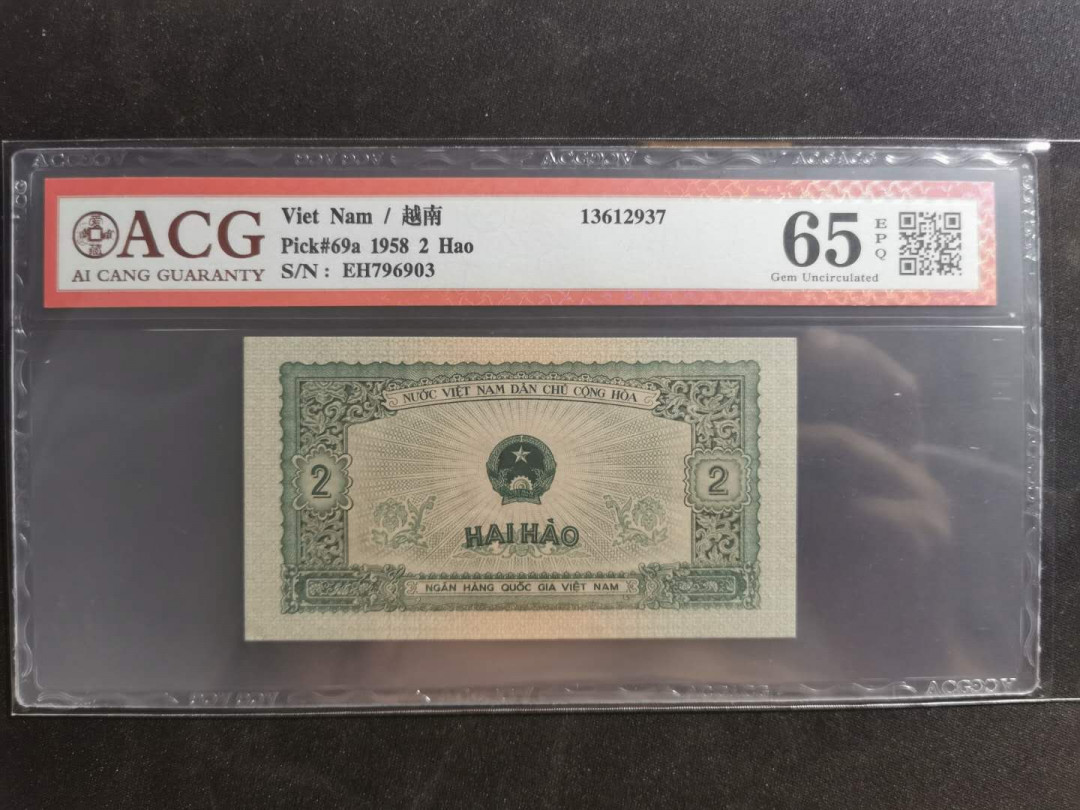 ACG
AI CANG GUARANTY
Viet Nam / 越南
Pick#69a 1958 2 Hao
S/N: EH796903
13612937
65
EPQ
Gem Uncirculated
NƯỚC VIỆT NAM DÂN CHỦ CỘNG HÒA
2
2
HAI HÀO
NGÂN HÀNG QUỐC GIA VIỆT NAM